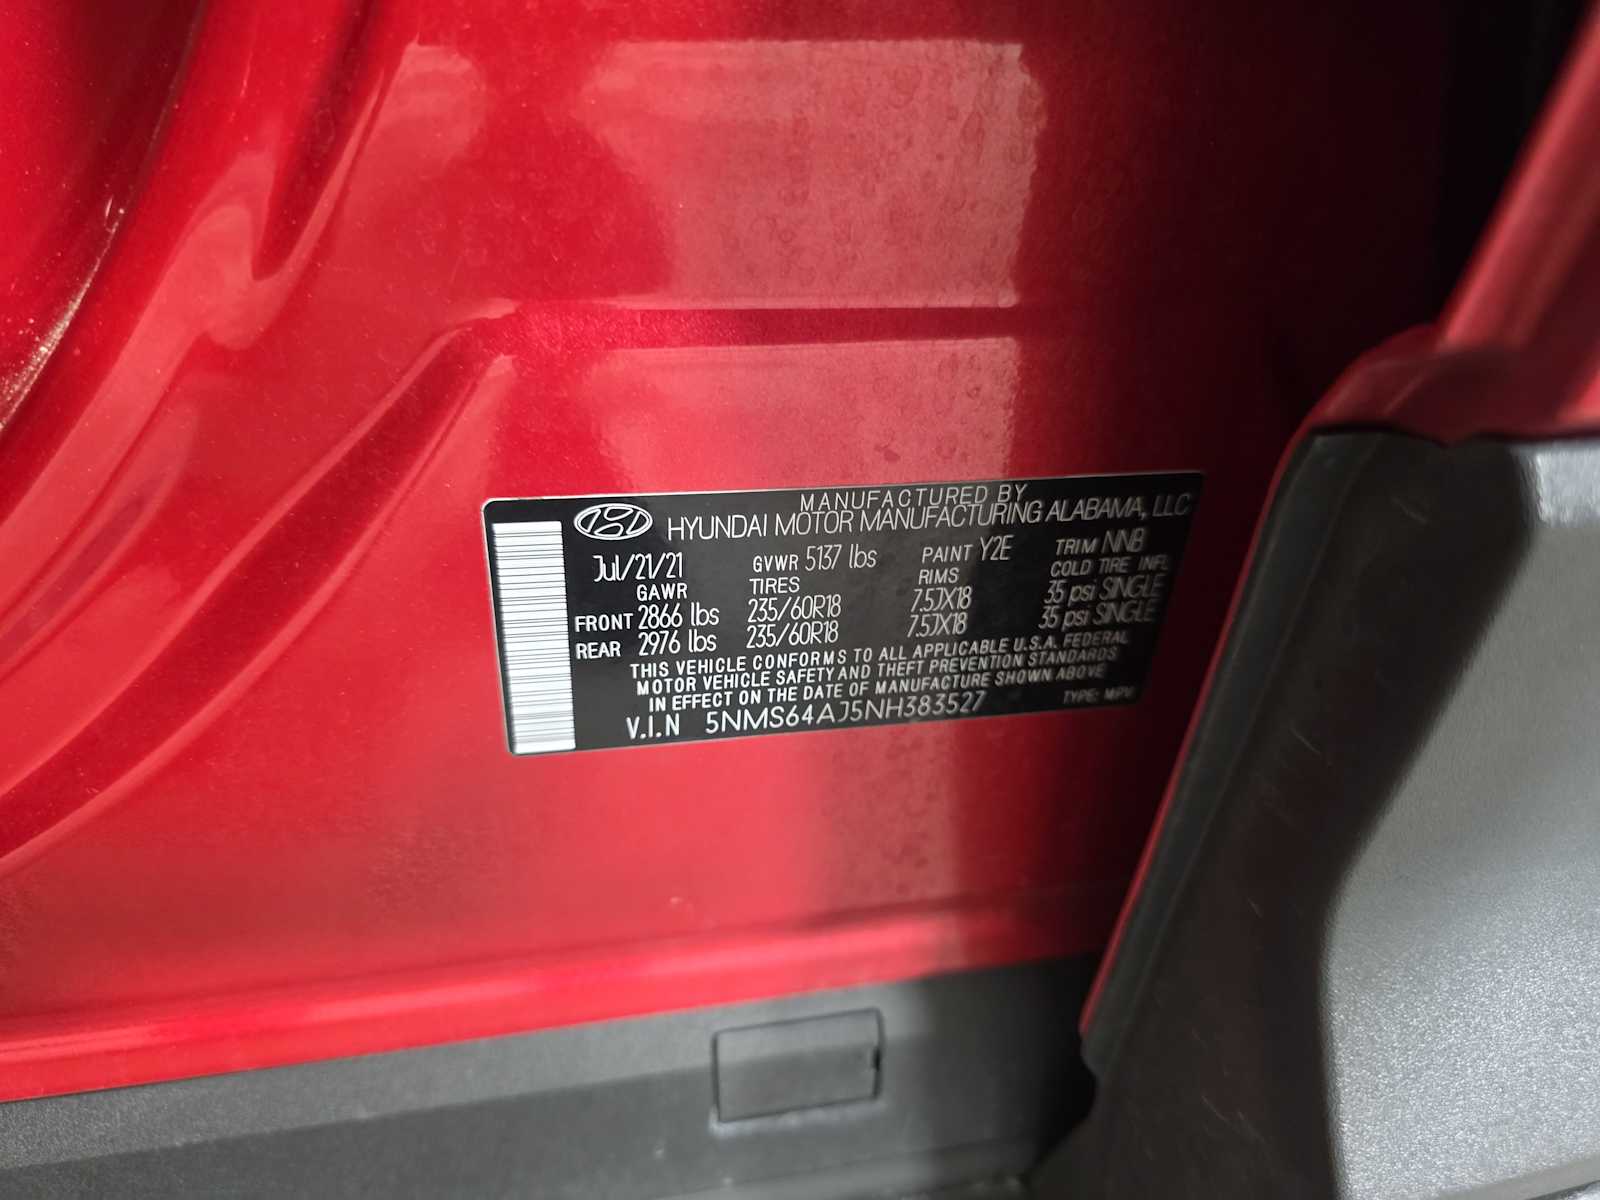 MANUFACTURED BY
HYUNDAI MOTOR MANUFACTURING ALABAMA, LLC
Jul/21/21 GVWR 5137 lbs PAINT Y2E TRIM NNB
GAWR TIRES RIMS COLD TIRE INFL
FRONT 2866 lbs 235/60R18 7.5JX18 35 psi SINGLE
REAR 2976 lbs 235/60R18 7.5JX18 35 psi SINGLE
THIS VEHICLE CONFORMS TO ALL APPLICABLE U.S.A. FEDERAL
MOTOR VEHICLE SAFETY AND THEFT PREVENTION STANDARDS
IN EFFECT ON THE DATE OF MANUFACTURE SHOWN ABOVE
V.I.N 5NMS64AJ5NH383527 TYPE: MPV